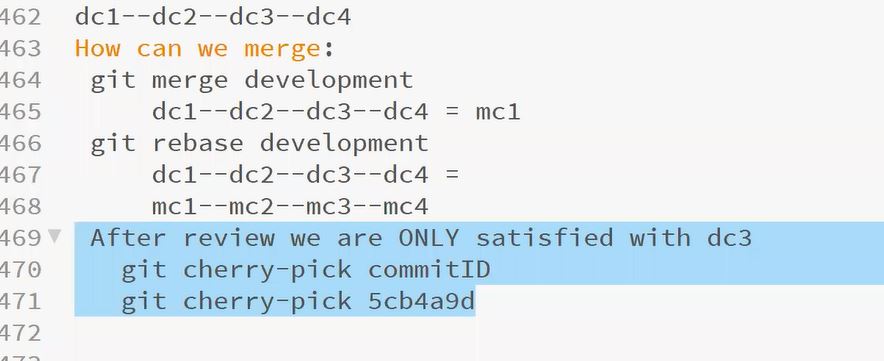 462 dc1--dc2--dc3--dc4
463 How can we merge:
464 git merge development
465 dc1--dc2--dc3--dc4 = mc1
466 git rebase development
467 dc1--dc2--dc3--dc4 =
468 mc1--mc2--mc3--mc4
469 After review we are ONLY satisfied with dc3
470 git cherry-pick commitID
471 git cherry-pick 5cb4a9d
472